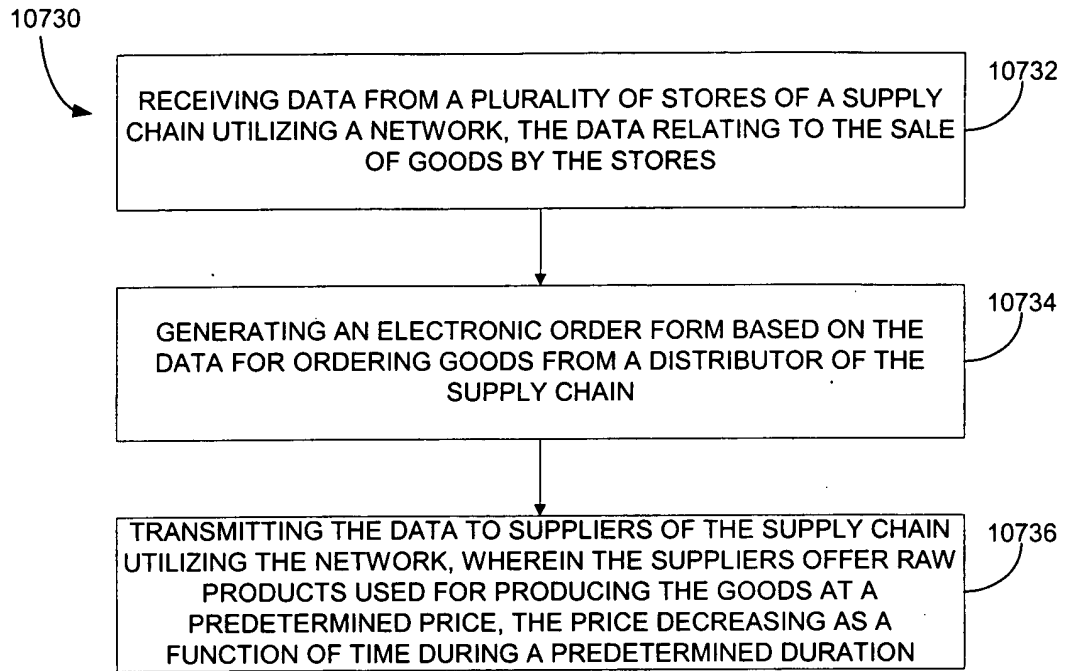 10730
10732
RECEIVING DATA FROM A PLURALITY OF STORES OF A SUPPLY
CHAIN UTILIZING A NETWORK, THE DATA RELATING TO THE SALE
OF GOODS BY THE STORES
10734
GENERATING AN ELECTRONIC ORDER FORM BASED ON THE
DATA FOR ORDERING GOODS FROM A DISTRIBUTOR OF THE
SUPPLY CHAIN
10736
TRANSMITTING THE DATA TO SUPPLIERS OF THE SUPPLY CHAIN
UTILIZING THE NETWORK, WHEREIN THE SUPPLIERS OFFER RAW
PRODUCTS USED FOR PRODUCING THE GOODS AT A
PREDETERMINED PRICE, THE PRICE DECREASING AS A
FUNCTION OF TIME DURING A PREDETERMINED DURATION